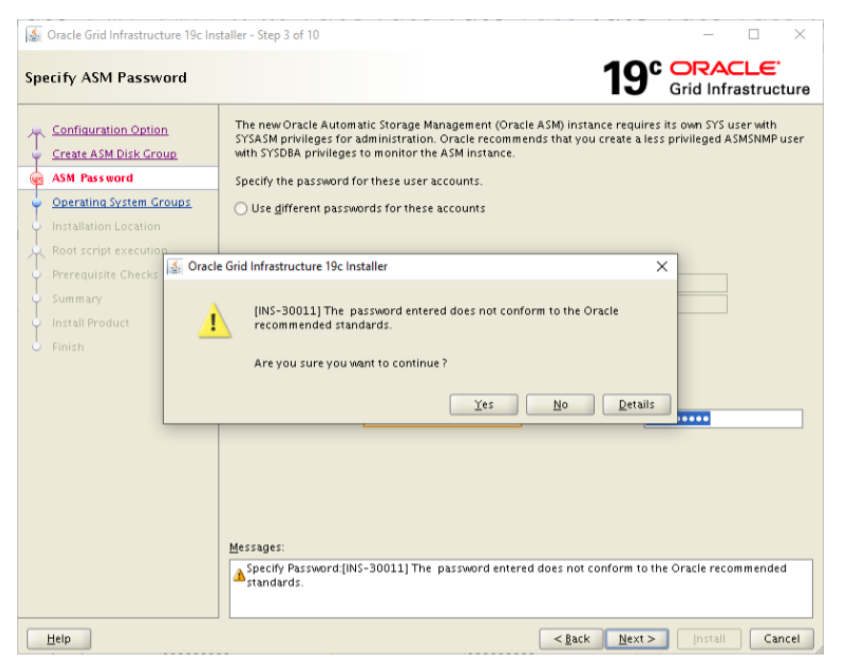 Oracle Grid Infrastructure 19c Installer - Step 3 of 10
Specify ASM Password
19c ORACLE
Grid Infrastructure
Configuration Option
Create ASM Disk Group
ASM Password
Operating System Groups
Installation Location
Root script execution
Prerequisite Checks
Summary
Install Product
Finish
The new Oracle Automatic Storage Management (Oracle ASM) instance requires its own SYS user with
SYSASM privileges for administration. Oracle recommends that you create a less privileged ASMSNMP user
with SYSDBA privileges to monitor the ASM instance.
Specify the password for these user accounts.
Use different passwords for these accounts
Oracle Grid Infrastructure 19c Installer
[INS-30011] The password entered does not conform to the Oracle
recommended standards.
Are you sure you want to continue?
Yes No Details
Messages:
Specify Password:[INS-30011] The password entered does not conform to the Oracle recommended
standards.
Help < Back Next > Install Cancel